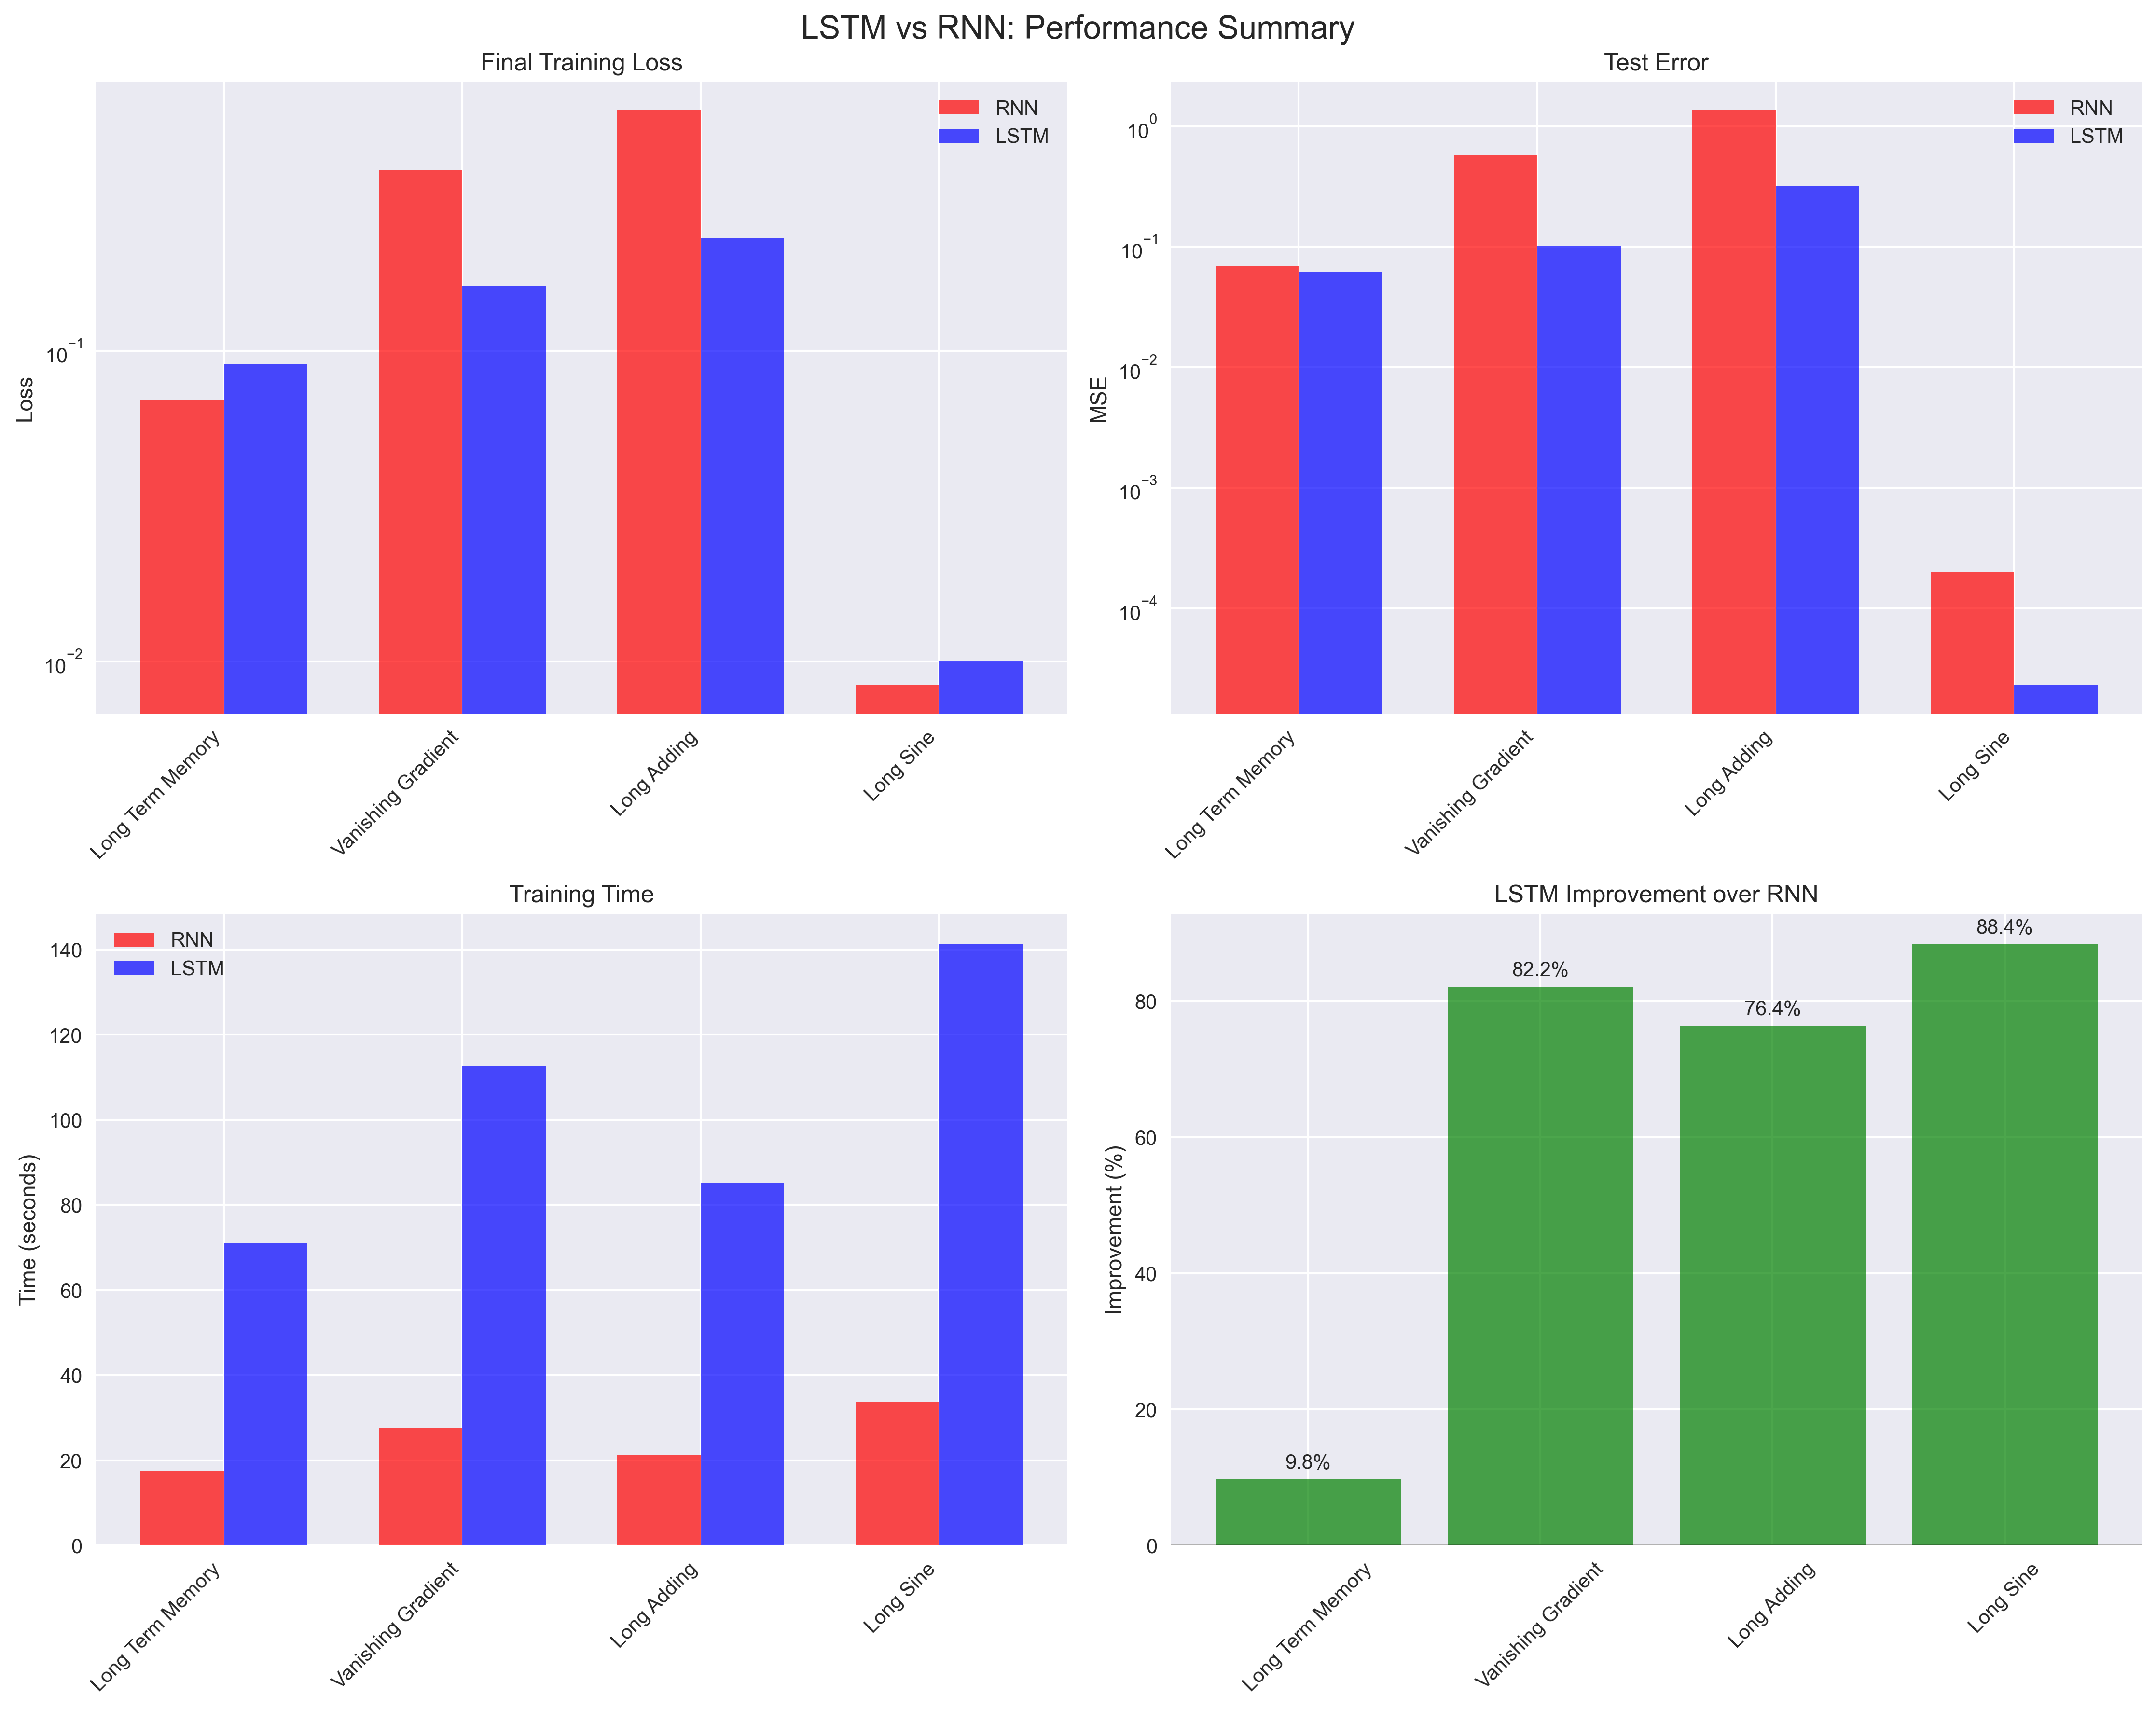 LSTM vs RNN: Performance Summary
Final Training Loss
RNN
LSTM
Loss
10⁻¹
10⁻²
Long Term Memory
Vanishing Gradient
Long Adding
Long Sine
Test Error
RNN
LSTM
MSE
10⁰
10⁻¹
10⁻²
10⁻³
10⁻⁴
Long Term Memory
Vanishing Gradient
Long Adding
Long Sine
Training Time
RNN
LSTM
Time (seconds)
140
120
100
80
60
40
20
0
Long Term Memory
Vanishing Gradient
Long Adding
Long Sine
LSTM Improvement over RNN
Improvement (%)
80
60
40
20
0
9.8%
82.2%
76.4%
88.4%
Long Term Memory
Vanishing Gradient
Long Adding
Long Sine